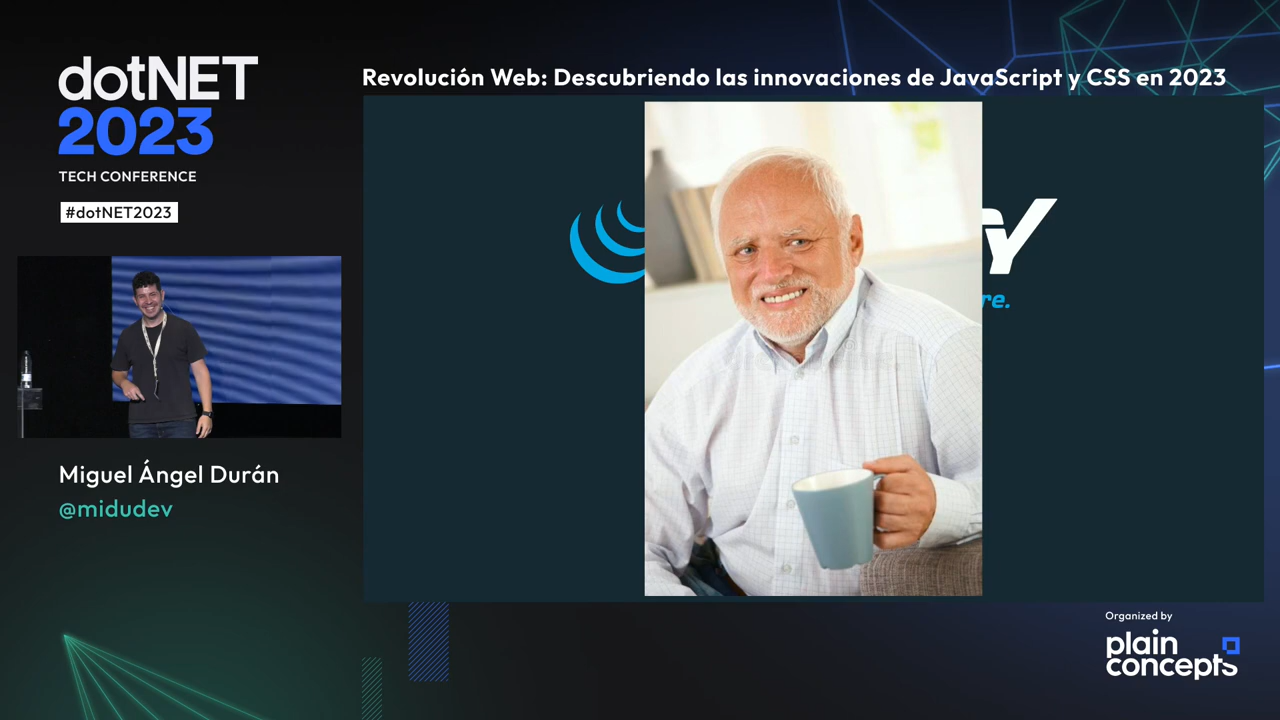 dotNET
2023
TECH CONFERENCE
#dotNET2023
Revolución Web: Descubriendo las innovaciones de JavaScript y CSS en 2023
Y
re.
Miguel Ángel Durán
@midudev
Organized by
plain
concepts